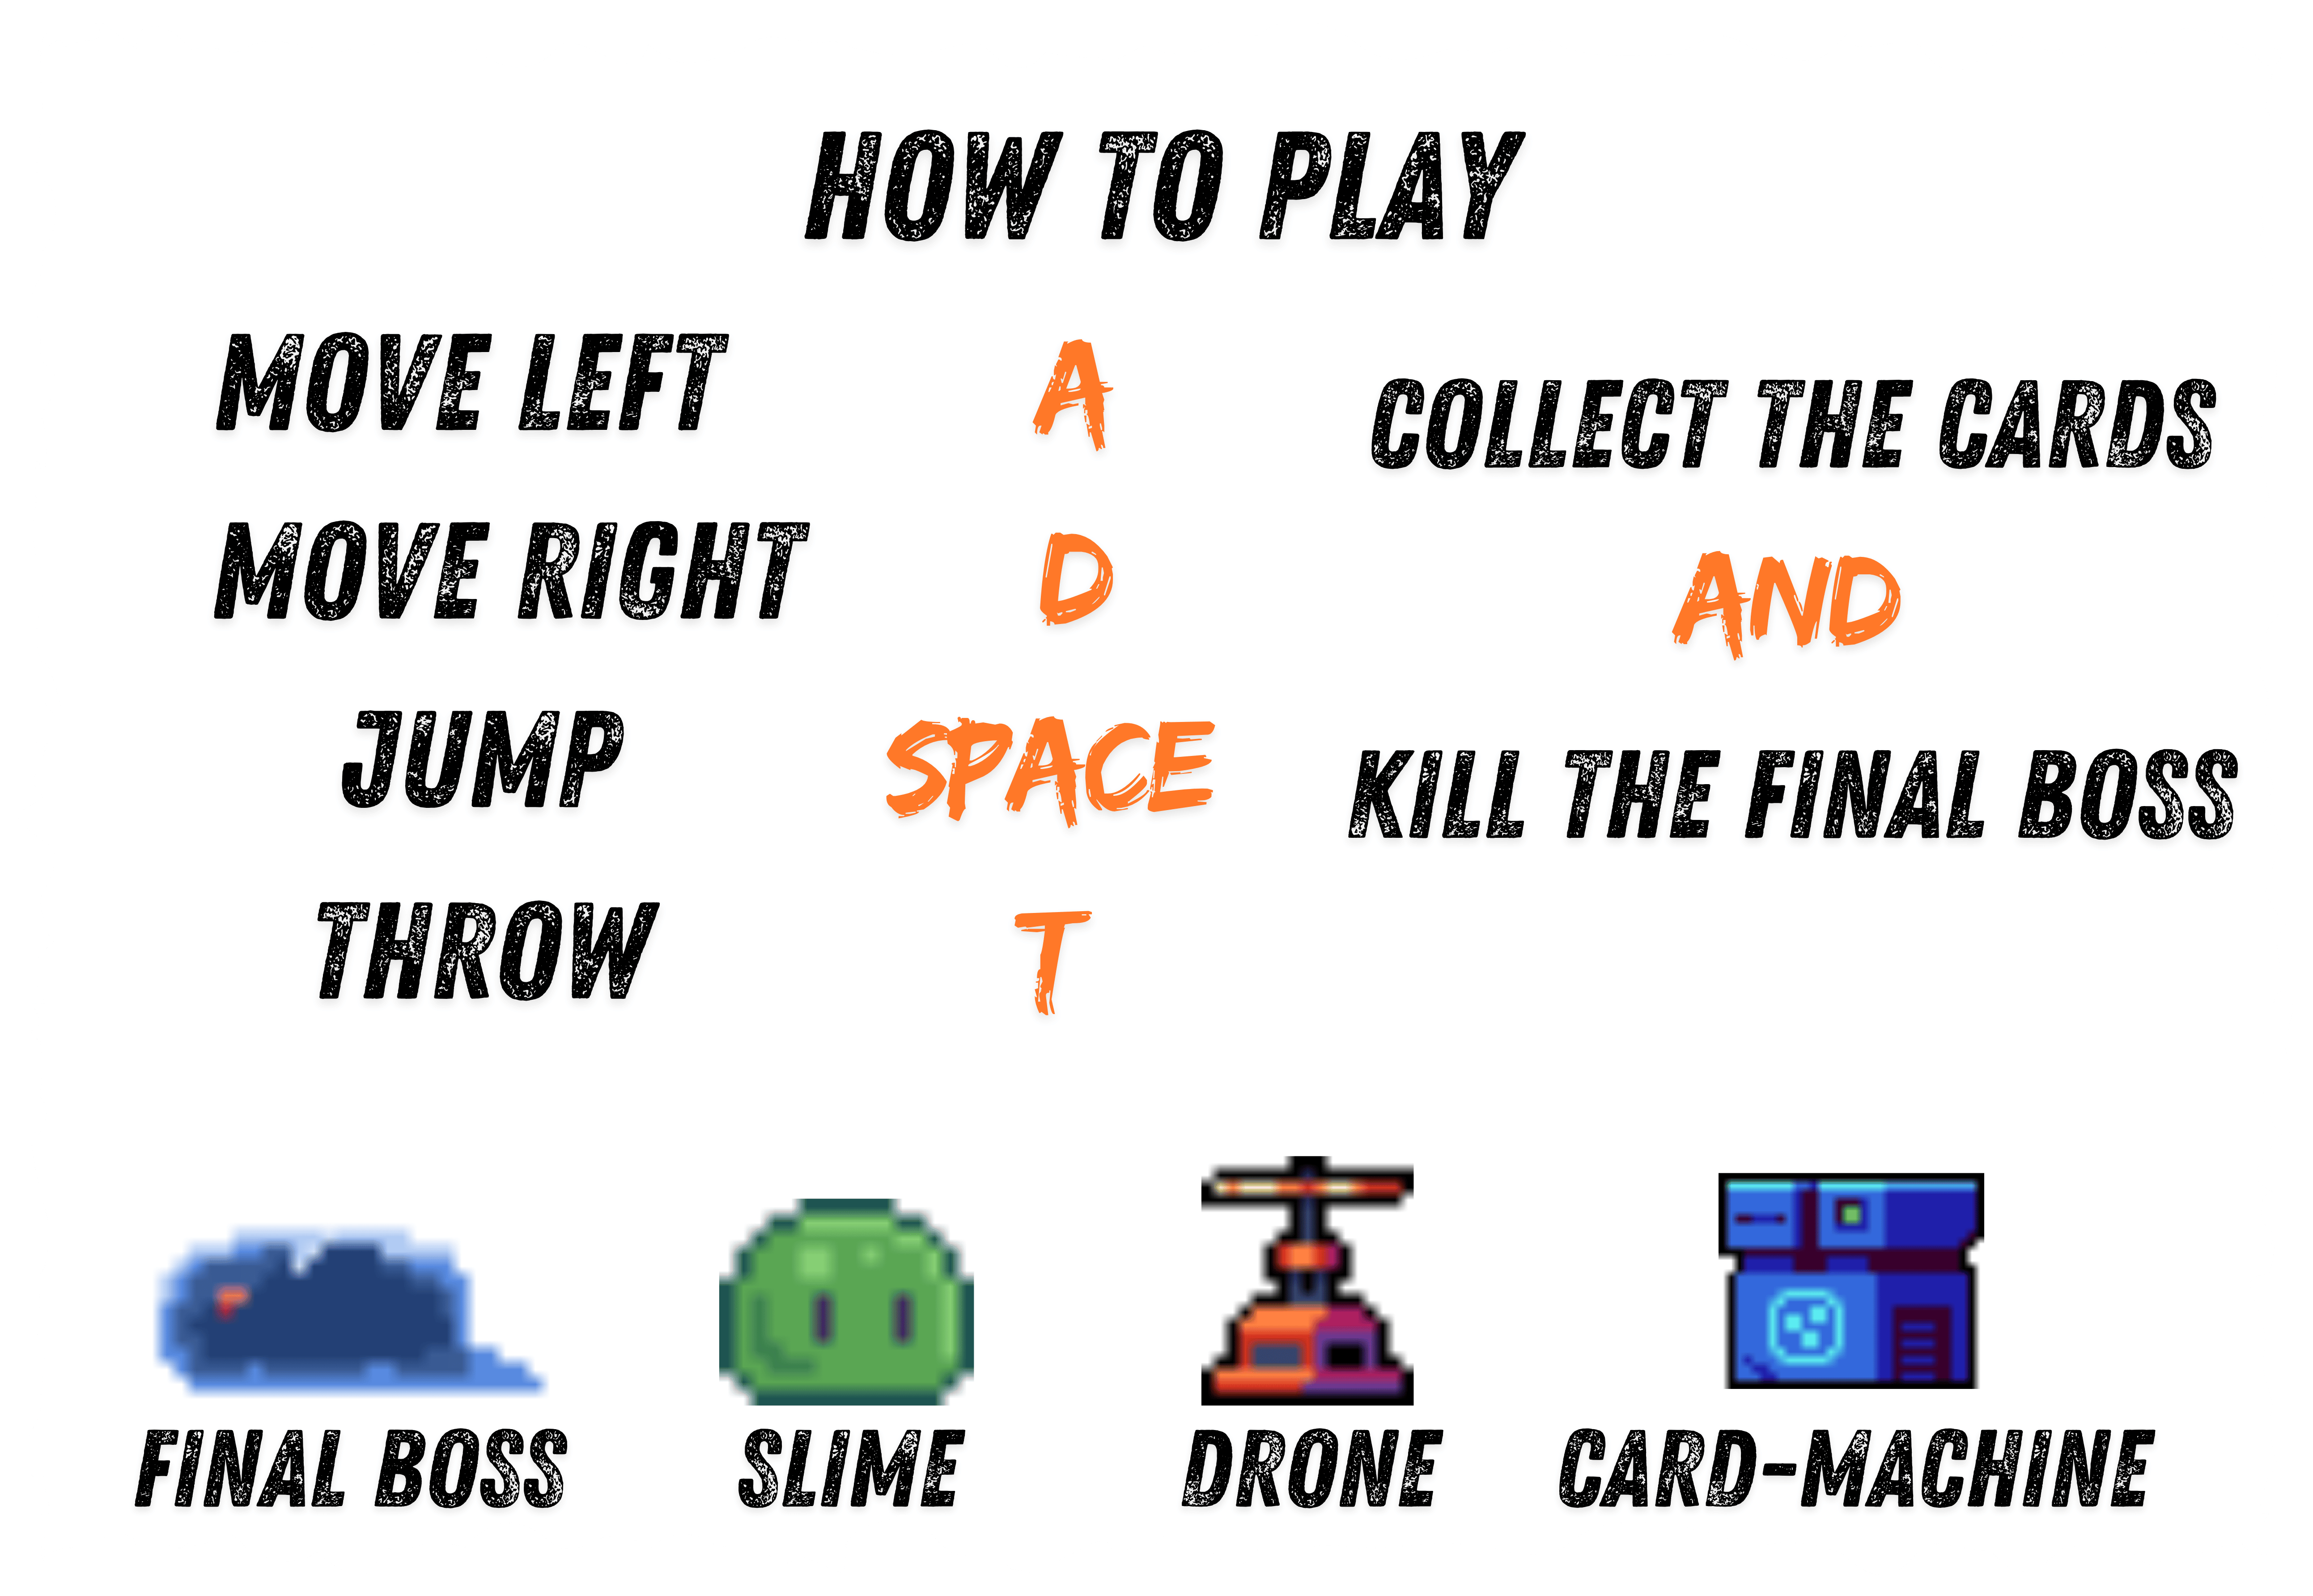 HOW TO PLAY
MOVE LEFT A
MOVE RIGHT D
JUMP SPACE
THROW T
COLLECT THE CARDS
AND
KILL THE FINAL BOSS
FINAL BOSS
SLIME
DRONE
CARD-MACHINE